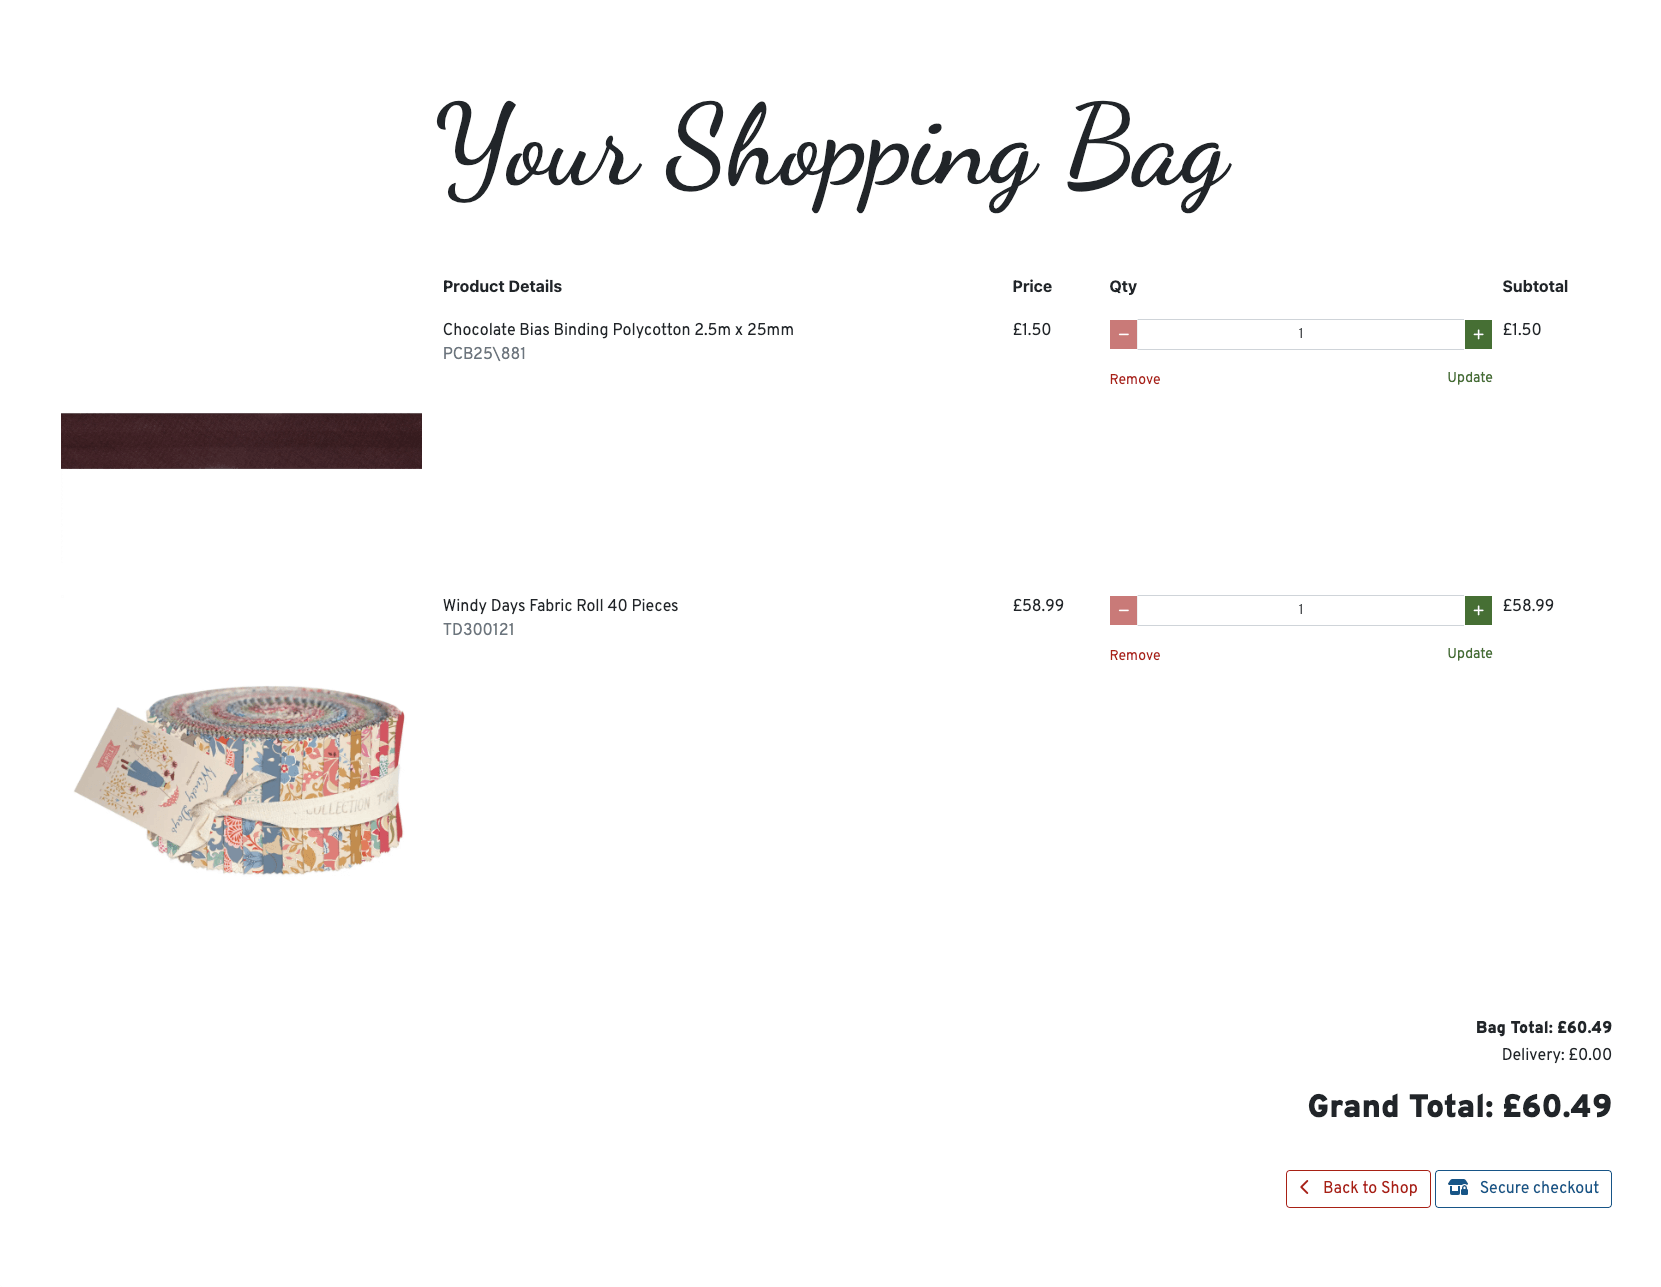 Your Shopping Bag
Product Details Price Qty Subtotal
Chocolate Bias Binding Polycotton 2.5m x 25mm £1.50 − 1 + £1.50
PCB25\881
Remove Update
Windy Days Fabric Roll 40 Pieces £58.99 − 1 + £58.99
TD300121
Remove Update
Windy Days
COLLECTION
Bag Total: £60.49
Delivery: £0.00
Grand Total: £60.49
Back to Shop Secure checkout